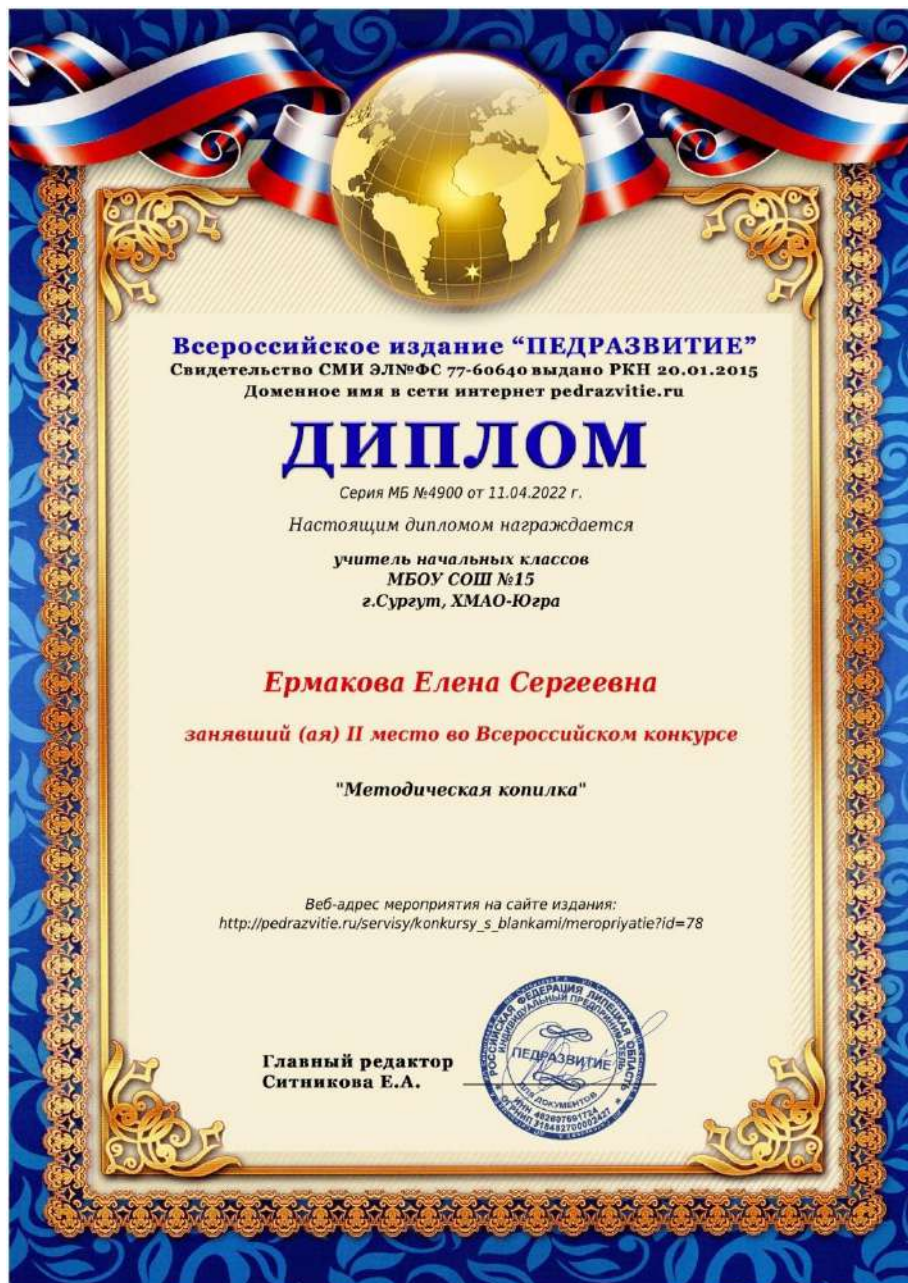 Всероссийское издание “ПЕДРАЗВИТИЕ”
Свидетельство СМИ ЭЛ№ФС 77-60640 выдано РКН 20.01.2015
Доменное имя в сети интернет pedrazvitie.ru
ДИПЛОМ
Серия МБ №4900 от 11.04.2022 г.
Настоящим дипломом награждается
учитель начальных классов
МБОУ СОШ №15
г.Сургут, ХМАО-Югра
Ермакова Елена Сергеевна
занявший (ая) II место во Всероссийском конкурсе
"Методическая копилка"
Веб-адрес мероприятия на сайте издания:
http://pedrazvitie.ru/servisy/konkursy_s_blankami/meropriyatie?id=78
Главный редактор
Ситникова Е.А.
РОССИЙСКАЯ ФЕДЕРАЦИЯ ЛИПЕЦКАЯ ОБЛАСТЬ
ИНДИВИДУАЛЬНЫЙ ПРЕДПРИНИМАТЕЛЬ
ПЕДРАЗВИТИЕ
ДЛЯ ДОКУМЕНТОВ